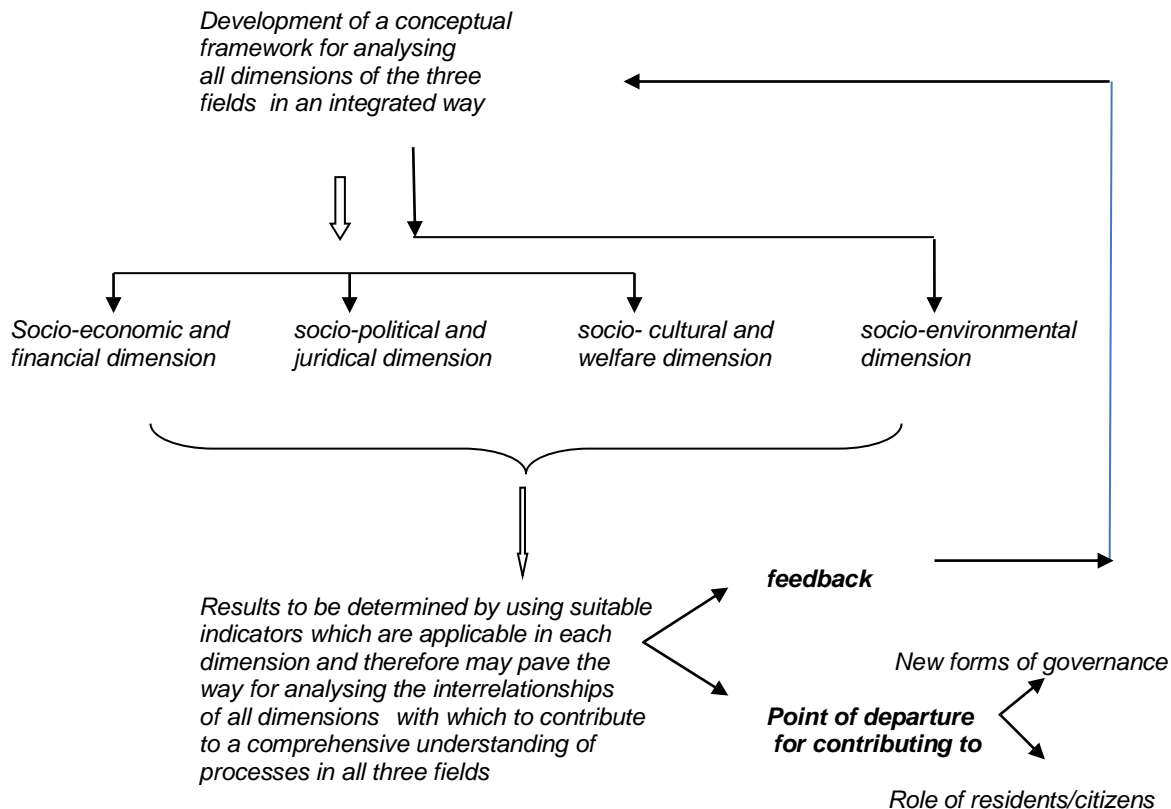 Development of a conceptual
framework for analysing
all dimensions of the three
fields in an integrated way
Socio-economic and
financial dimension
socio-political and
juridical dimension
socio- cultural and
welfare dimension
socio-environmental
dimension
Results to be determined by using suitable
indicators which are applicable in each
dimension and therefore may pave the
way for analysing the interrelationships
of all dimensions with which to contribute
to a comprehensive understanding of
processes in all three fields
feedback
Point of departure
for contributing to
New forms of governance
Role of residents/citizens